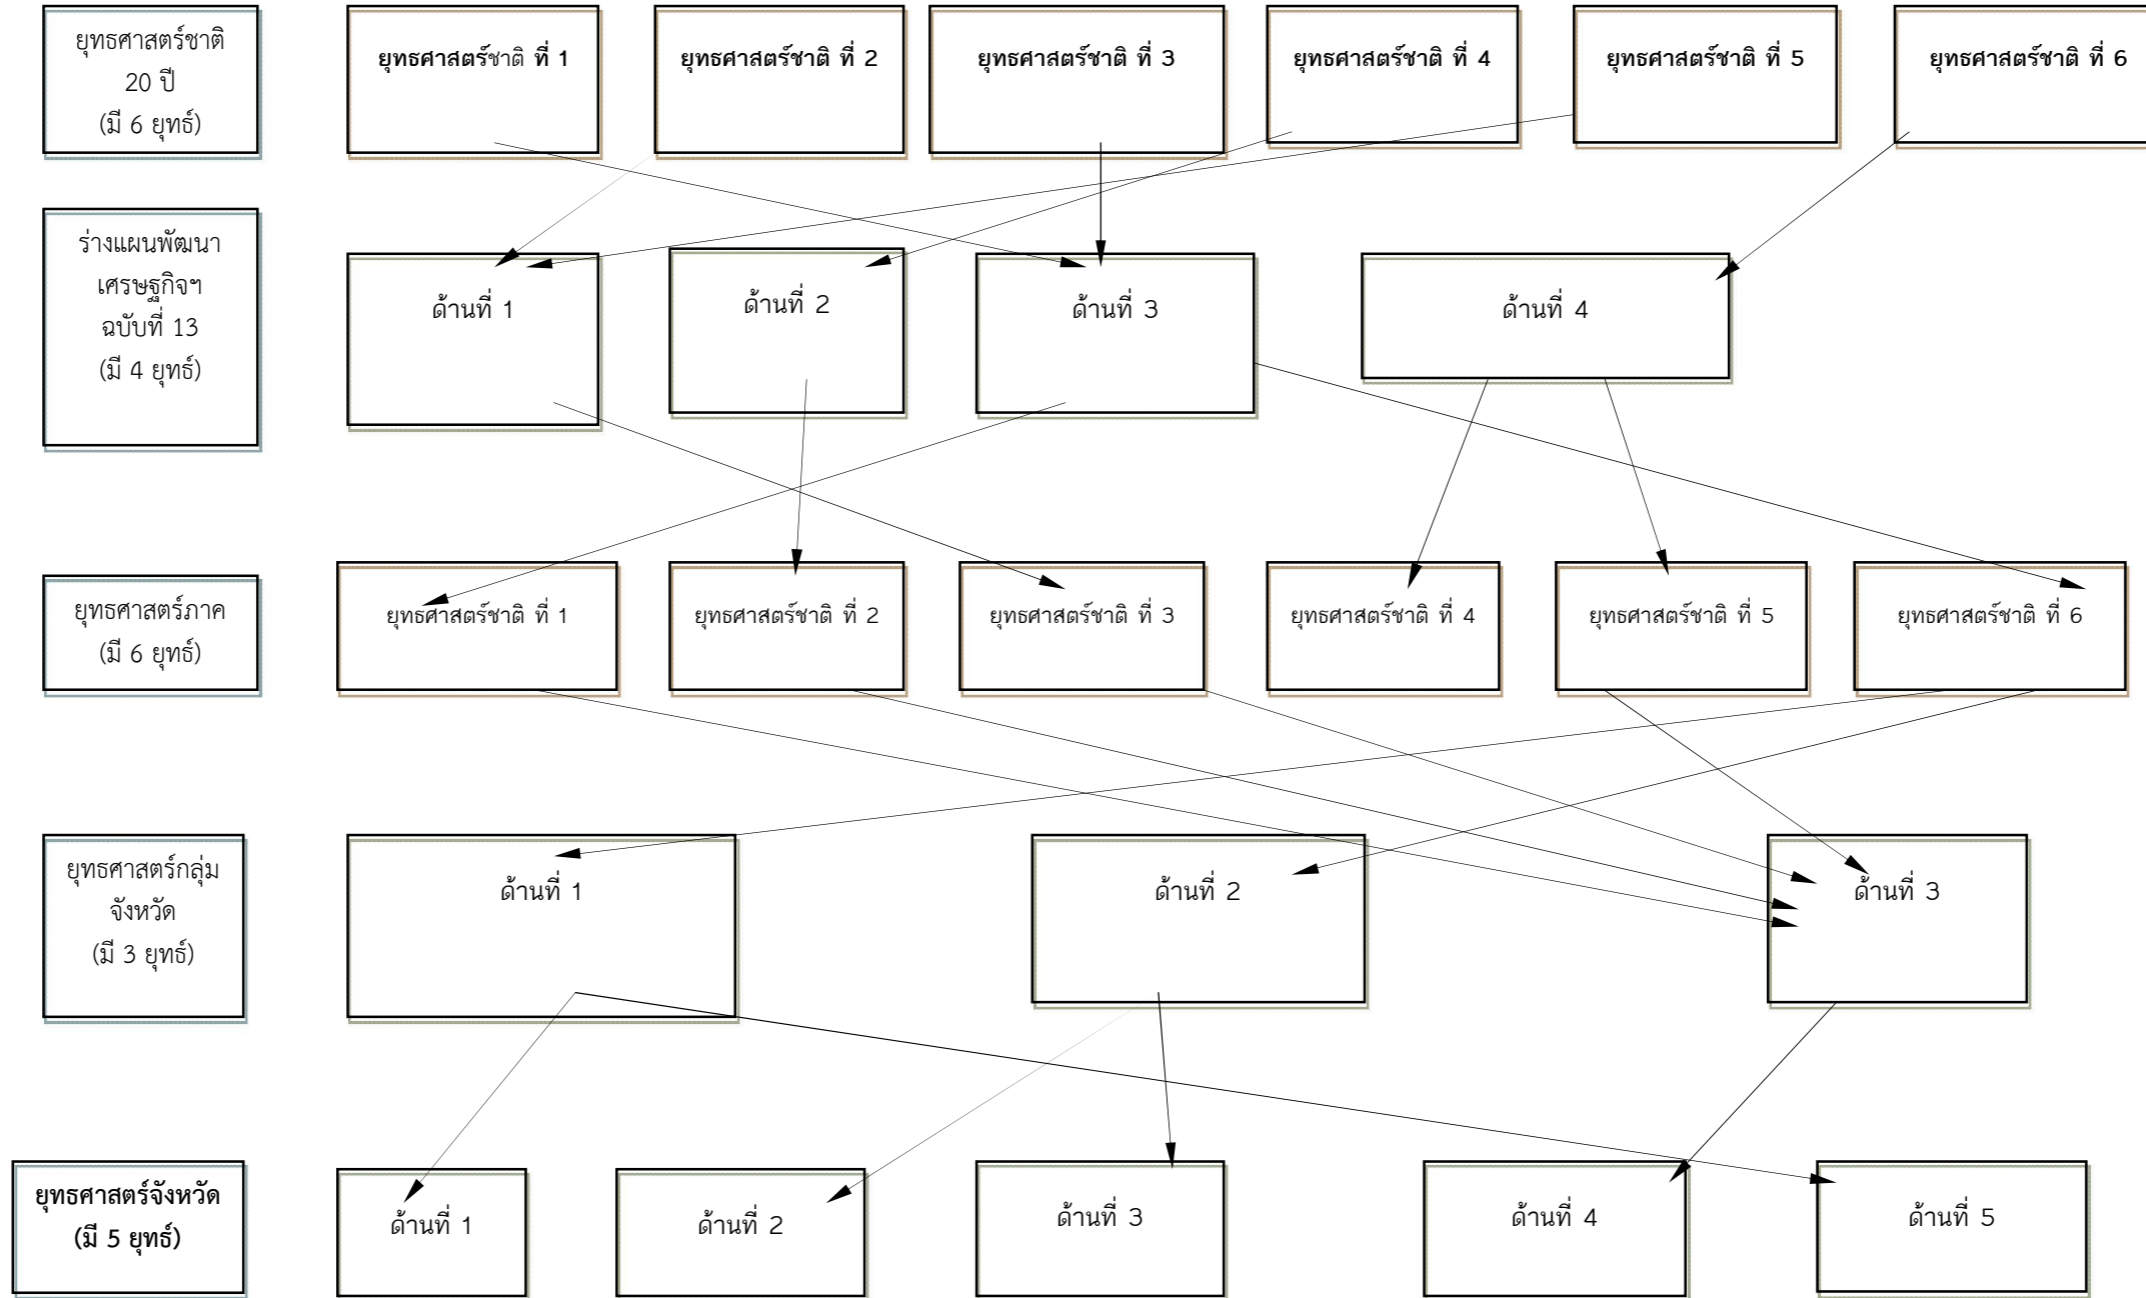 ยุทธศาสตร์ชาติ
20 ปี
(มี 6 ยุทธ์)
ยุทธศาสตร์ชาติ ที่ 1
ยุทธศาสตร์ชาติ ที่ 2
ยุทธศาสตร์ชาติ ที่ 3
ยุทธศาสตร์ชาติ ที่ 4
ยุทธศาสตร์ชาติ ที่ 5
ยุทธศาสตร์ชาติ ที่ 6
ร่างแผนพัฒนา
เศรษฐกิจฯ
ฉบับที่ 13
(มี 4 ยุทธ์)
ด้านที่ 1
ด้านที่ 2
ด้านที่ 3
ด้านที่ 4
ยุทธศาสตร์ภาค
(มี 6 ยุทธ์)
ยุทธศาสตร์ชาติ ที่ 1
ยุทธศาสตร์ชาติ ที่ 2
ยุทธศาสตร์ชาติ ที่ 3
ยุทธศาสตร์ชาติ ที่ 4
ยุทธศาสตร์ชาติ ที่ 5
ยุทธศาสตร์ชาติ ที่ 6
ยุทธศาสตร์กลุ่ม
จังหวัด
(มี 3 ยุทธ์)
ด้านที่ 1
ด้านที่ 2
ด้านที่ 3
ยุทธศาสตร์จังหวัด
(มี 5 ยุทธ์)
ด้านที่ 1
ด้านที่ 2
ด้านที่ 3
ด้านที่ 4
ด้านที่ 5